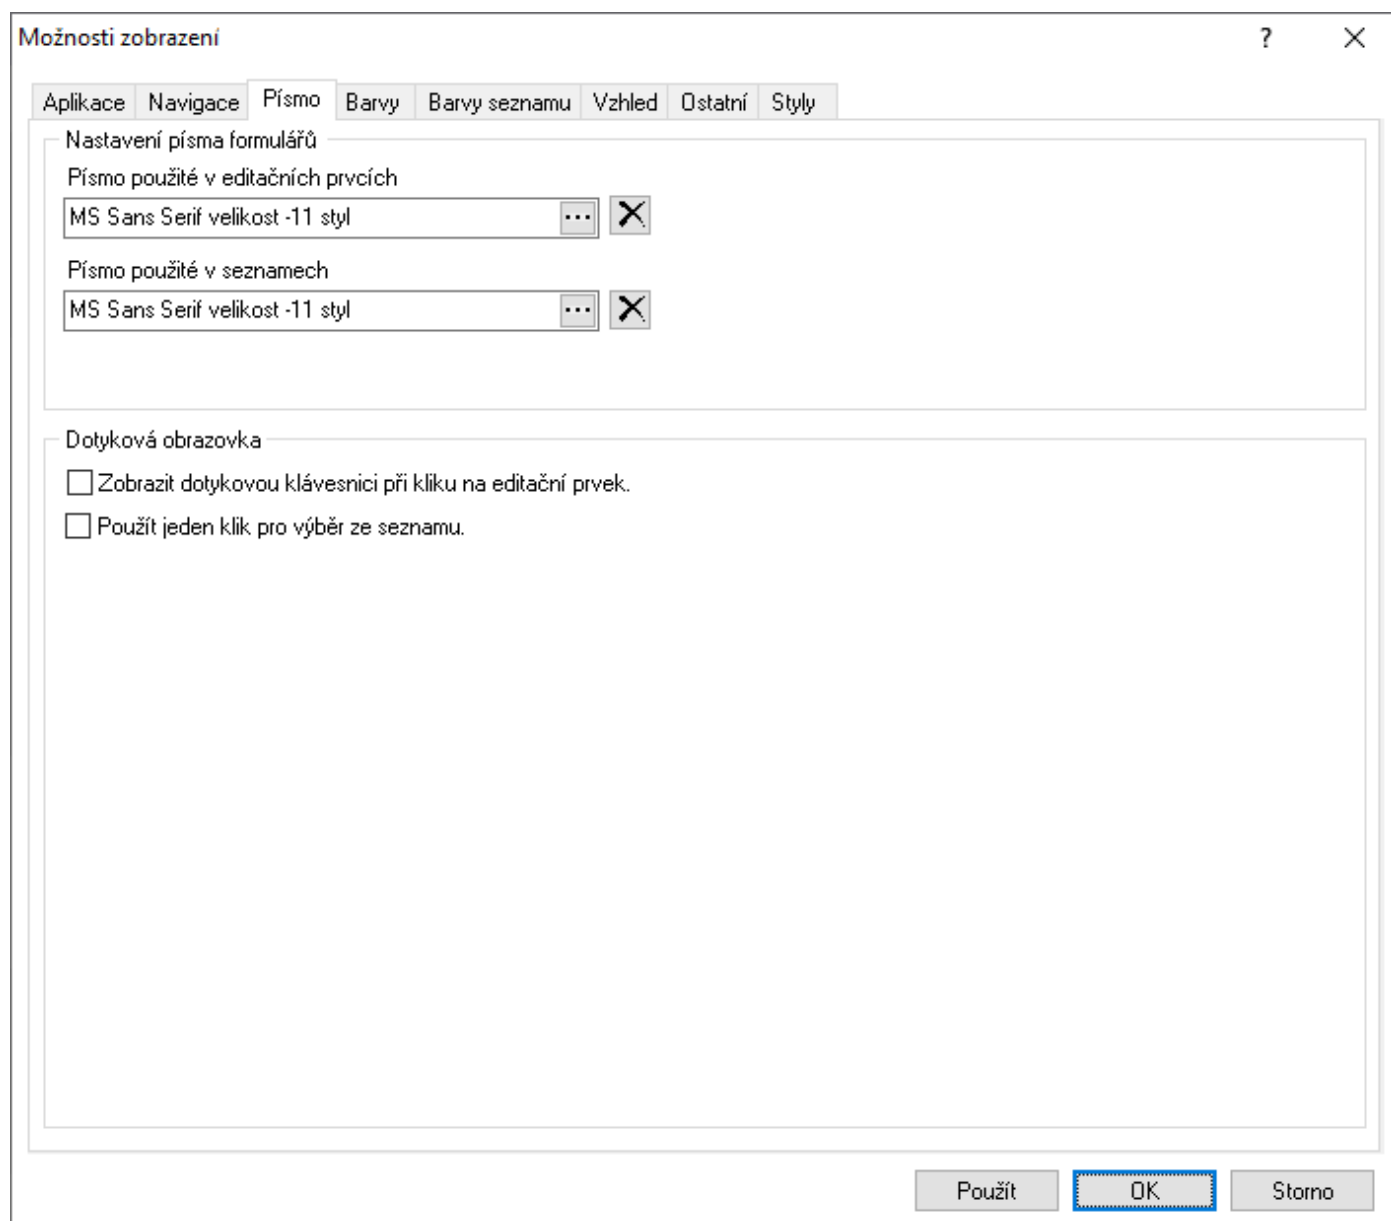 Možnosti zobrazení ?
Aplikace Navigace Písmo Barvy Barvy seznamu Vzhled Ostatní Styly
Nastavení písma formulářů
Písmo použité v editačních prvcích
MS Sans Serif velikost -11 styl ...
Písmo použité v seznamech
MS Sans Serif velikost -11 styl ...
Dotyková obrazovka
Zobrazit dotykovou klávesnici při kliku na editační prvek.
Použít jeden klik pro výběr ze seznamu.
Použít OK Storno